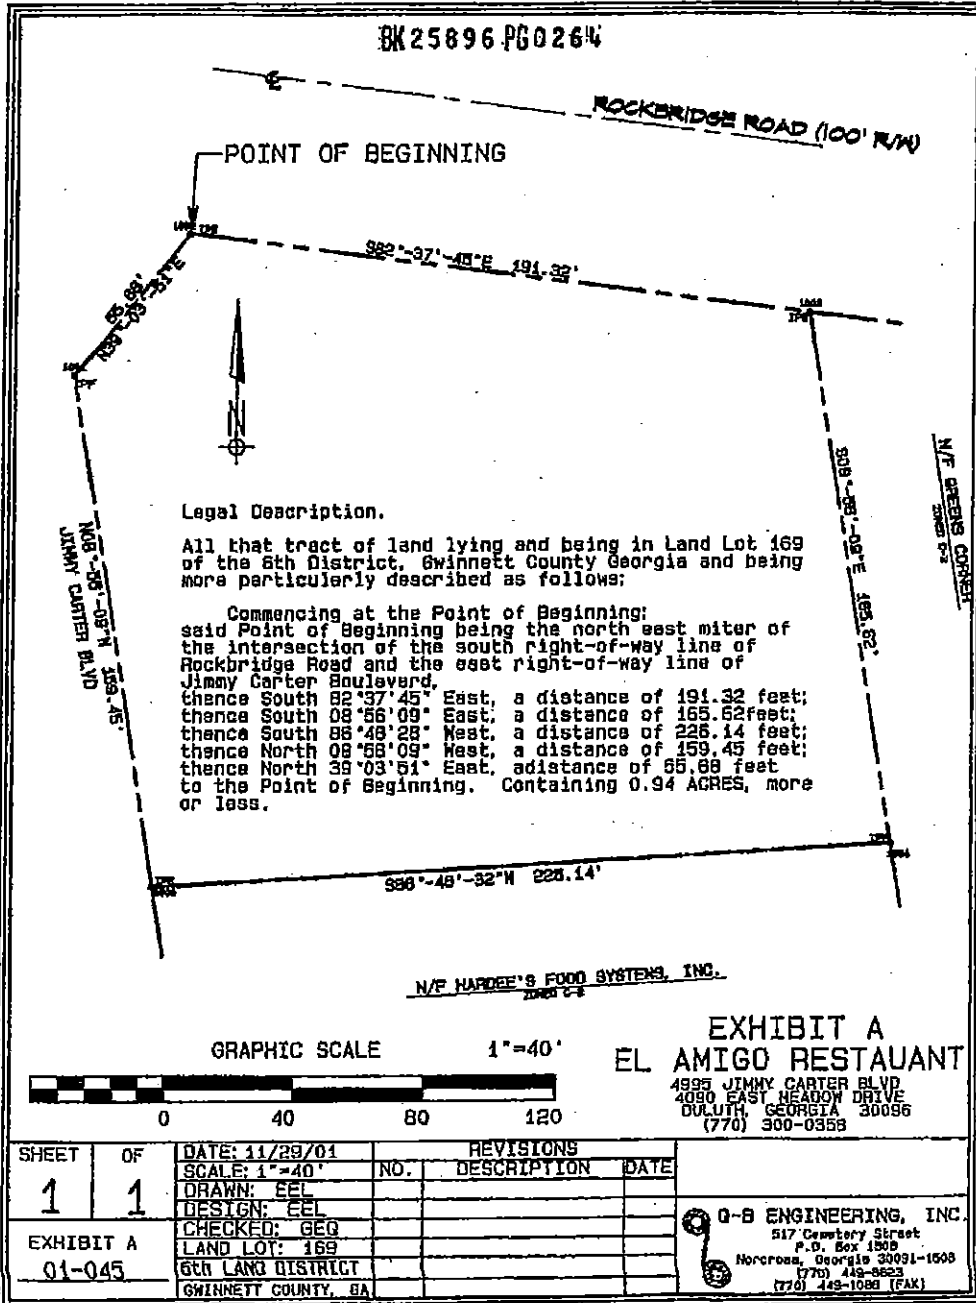 BK25896PG0264
ROCKBRIDGE ROAD (100' R/W)
POINT OF BEGINNING
S82°-37'-45"E 191.32'
N39°-03'-51"E
N
S08°-56'-09"E 165.62'
N/F GREENS CORNER
N08°-56'-09"W 159.45'
JIMMY CARTER BLVD
Legal Description.
All that tract of land lying and being in Land Lot 169
of the 6th District, Gwinnett County Georgia and being
more particularly described as follows:
Commencing at the Point of Beginning:
said Point of Beginning being the north east miter of
the intersection of the south right-of-way line of
Rockbridge Road and the east right-of-way line of
Jimmy Carter Boulevard,
thence South 82°37'45" East, a distance of 191.32 feet;
thence South 08°56'09" East, a distance of 165.62feet;
thence South 86°48'28" West, a distance of 226.14 feet;
thence North 08°56'09" West, a distance of 159.45 feet;
thence North 39°03'51" East, adistance of 55.68 feet
to the Point of Beginning. Containing 0.94 ACRES, more
or less.
S86°-48'-32"W 226.14'
N/F HARDEE'S FOOD SYSTEMS, INC.
EXHIBIT A
GRAPHIC SCALE 1"=40'
EL AMIGO RESTAUANT
4995 JIMMY CARTER BLVD
4090 EAST MEADOW DRIVE
DULUTH, GEORGIA 30096
(770) 300-0358
0 40 80 120
SHEET OF
1 1
EXHIBIT A
01-045
DATE: 11/29/01
SCALE: 1"=40'
DRAWN: EEL
DESIGN: EEL
CHECKED: GEQ
LAND LOT: 169
6th LAND DISTRICT
GWINNETT COUNTY, GA
REVISIONS
NO. DESCRIPTION DATE
G-B ENGINEERING, INC.
517 Cemetery Street
P.O. Box 1508
Norcross, Georgia 30091-1508
(770) 449-8623
(770) 449-1086 (FAX)